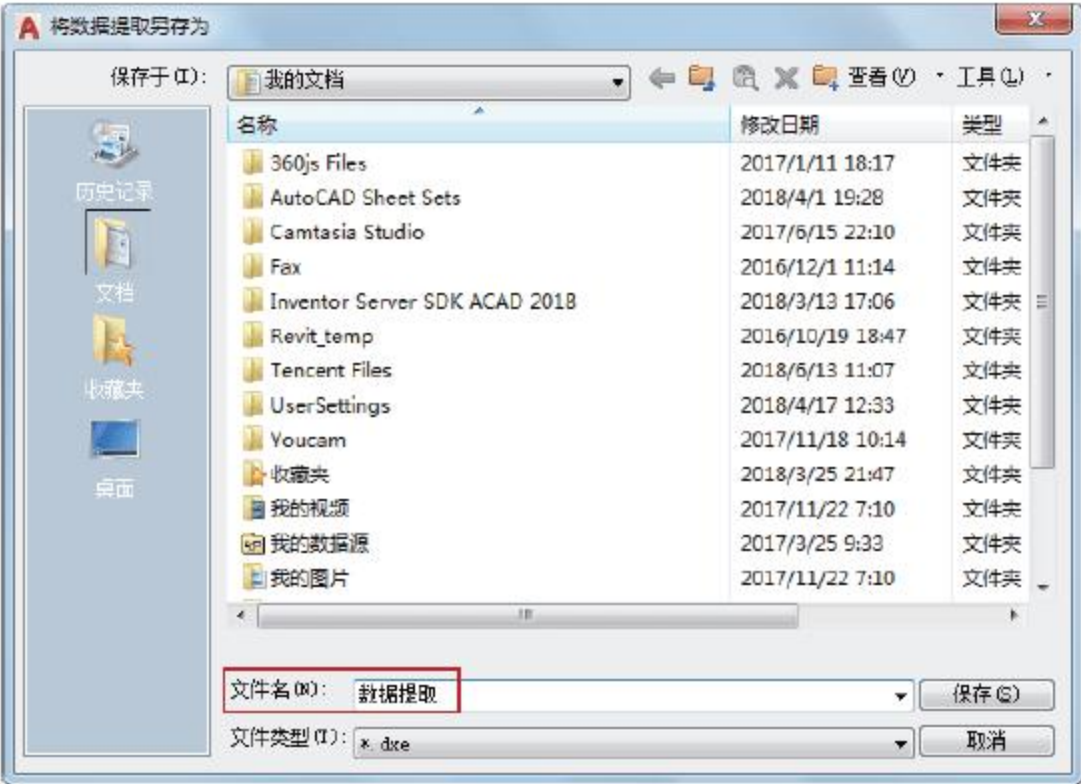 将数据提取另存为
保存于(I): 我的文档 查看(V) 工具(L)
名称 修改日期 类型
360js Files 2017/1/11 18:17 文件夹
AutoCAD Sheet Sets 2018/4/1 19:28 文件夹
Camtasia Studio 2017/6/15 22:10 文件夹
Fax 2016/12/1 11:14 文件夹
Inventor Server SDK ACAD 2018 2018/3/13 17:06 文件夹
Revit_temp 2016/10/19 18:47 文件夹
Tencent Files 2018/6/13 11:07 文件夹
UserSettings 2018/4/17 12:33 文件夹
Youcam 2017/11/18 10:14 文件夹
收藏夹 2018/3/25 21:47 文件夹
我的视频 2017/11/22 7:10 文件夹
我的数据源 2017/3/25 9:33 文件夹
我的图片 2017/11/22 7:10 文件夹
历史记录
文档
收藏夹
桌面
文件名(N): 数据提取 保存(S)
文件类型(T): *.dxe 取消